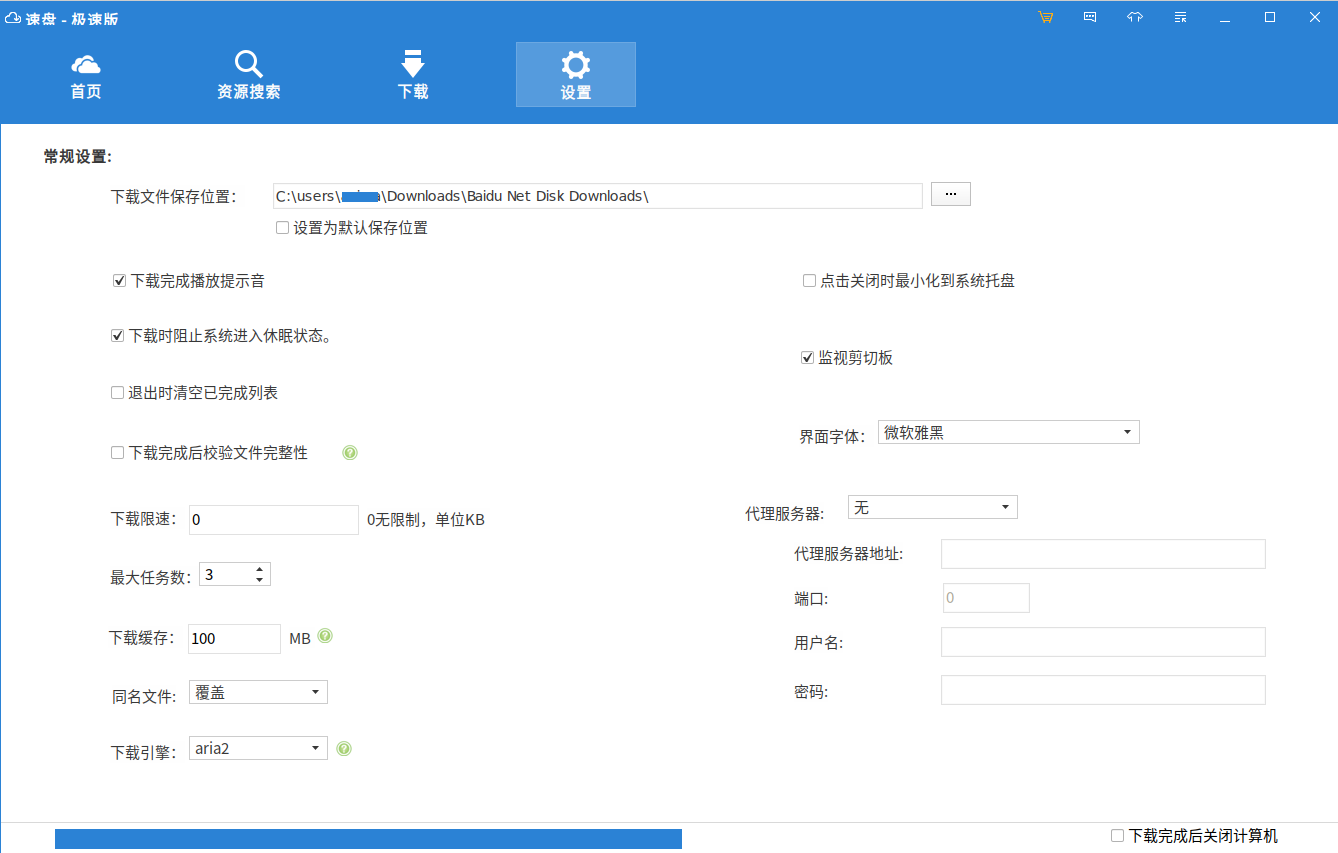 速盘 - 极速版
首页
资源搜索
下载
设置
常规设置:
下载文件保存位置：
C:\users\ \Downloads\Baidu Net Disk Downloads\
...
设置为默认保存位置
下载完成播放提示音
点击关闭时最小化到系统托盘
下载时阻止系统进入休眠状态。
监视剪切板
退出时清空已完成列表
界面字体：
微软雅黑
下载完成后校验文件完整性
代理服务器:
无
下载限速：
0
0无限制，单位KB
代理服务器地址:
最大任务数：
3
端口:
0
下载缓存：
100
MB
用户名:
同名文件:
覆盖
密码:
下载引擎：
aria2
下载完成后关闭计算机